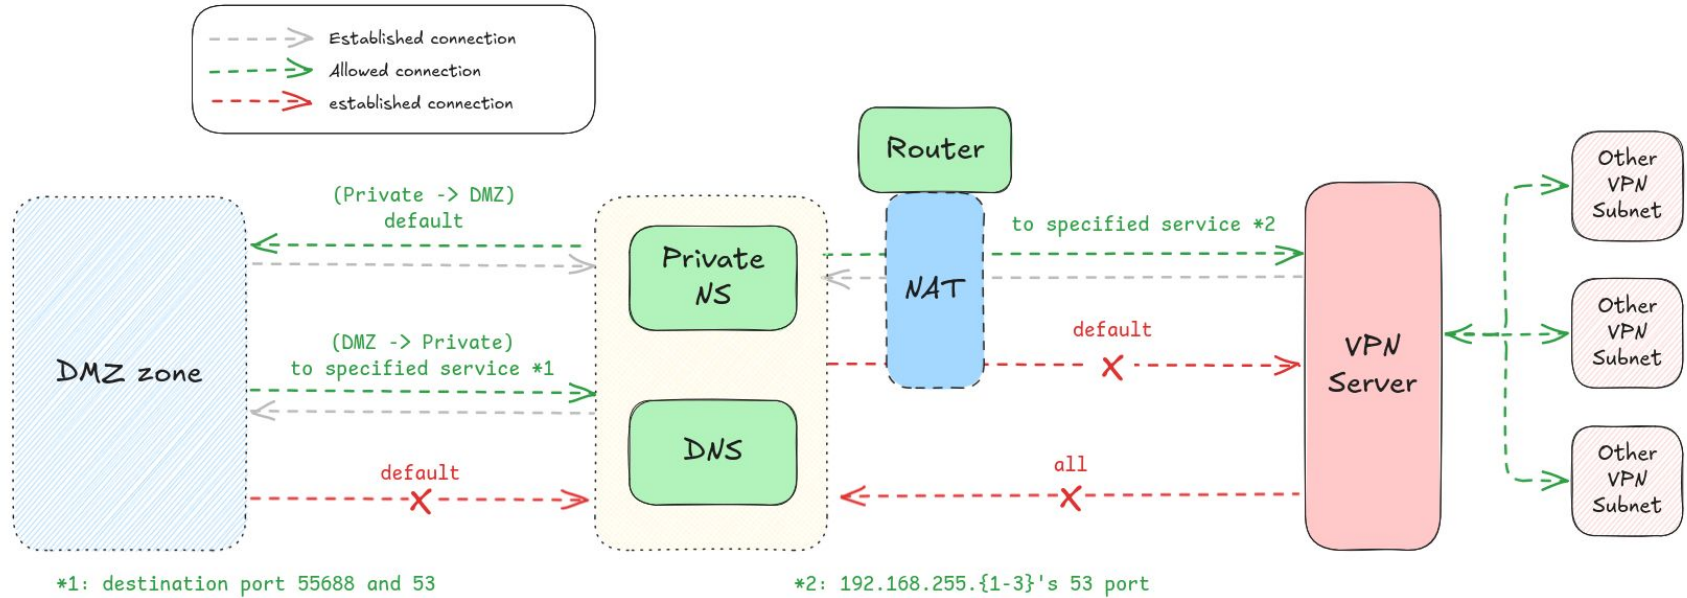 Established connection
Allowed connection
established connection
Router
(Private -> DMZ)
default
to specified service *2
Private
NS
NAT
default
(DMZ -> Private)
to specified service *1
DMZ zone
VPN
Server
DNS
default
all
Other
VPN
Subnet
Other
VPN
Subnet
Other
VPN
Subnet
*1: destination port 55688 and 53
*2: 192.168.255.{1-3}'s 53 port